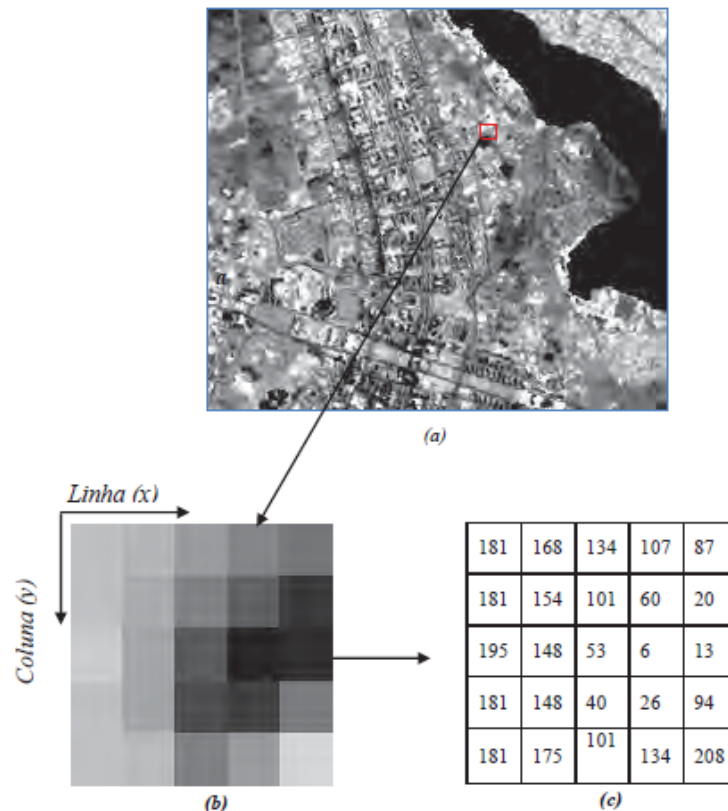 a
(a)
Linha (x)
Coluna (y)
181 168 134 107 87
181 154 101 60 20
195 148 53 6 13
181 148 40 26 94
181 175 101 134 208
(b)
(c)